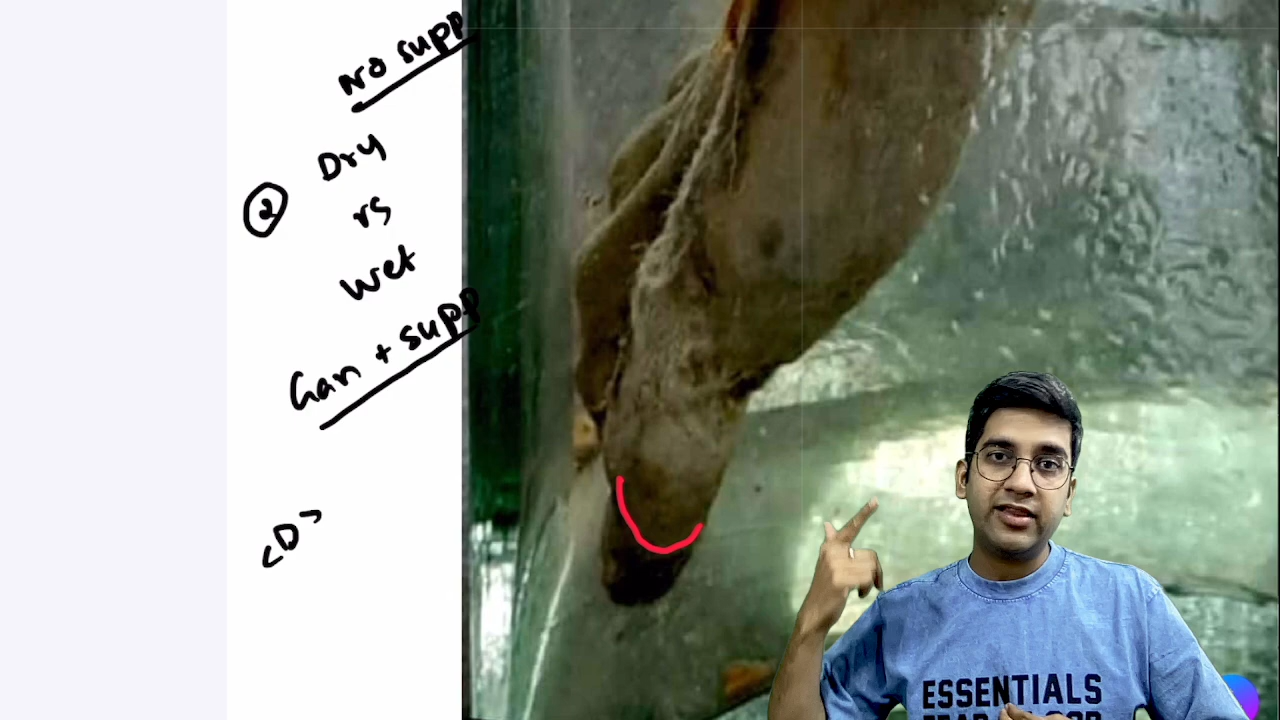 No supp
② Dry
vs
Wet
Gan + supp
<D>
ESSENTIALS